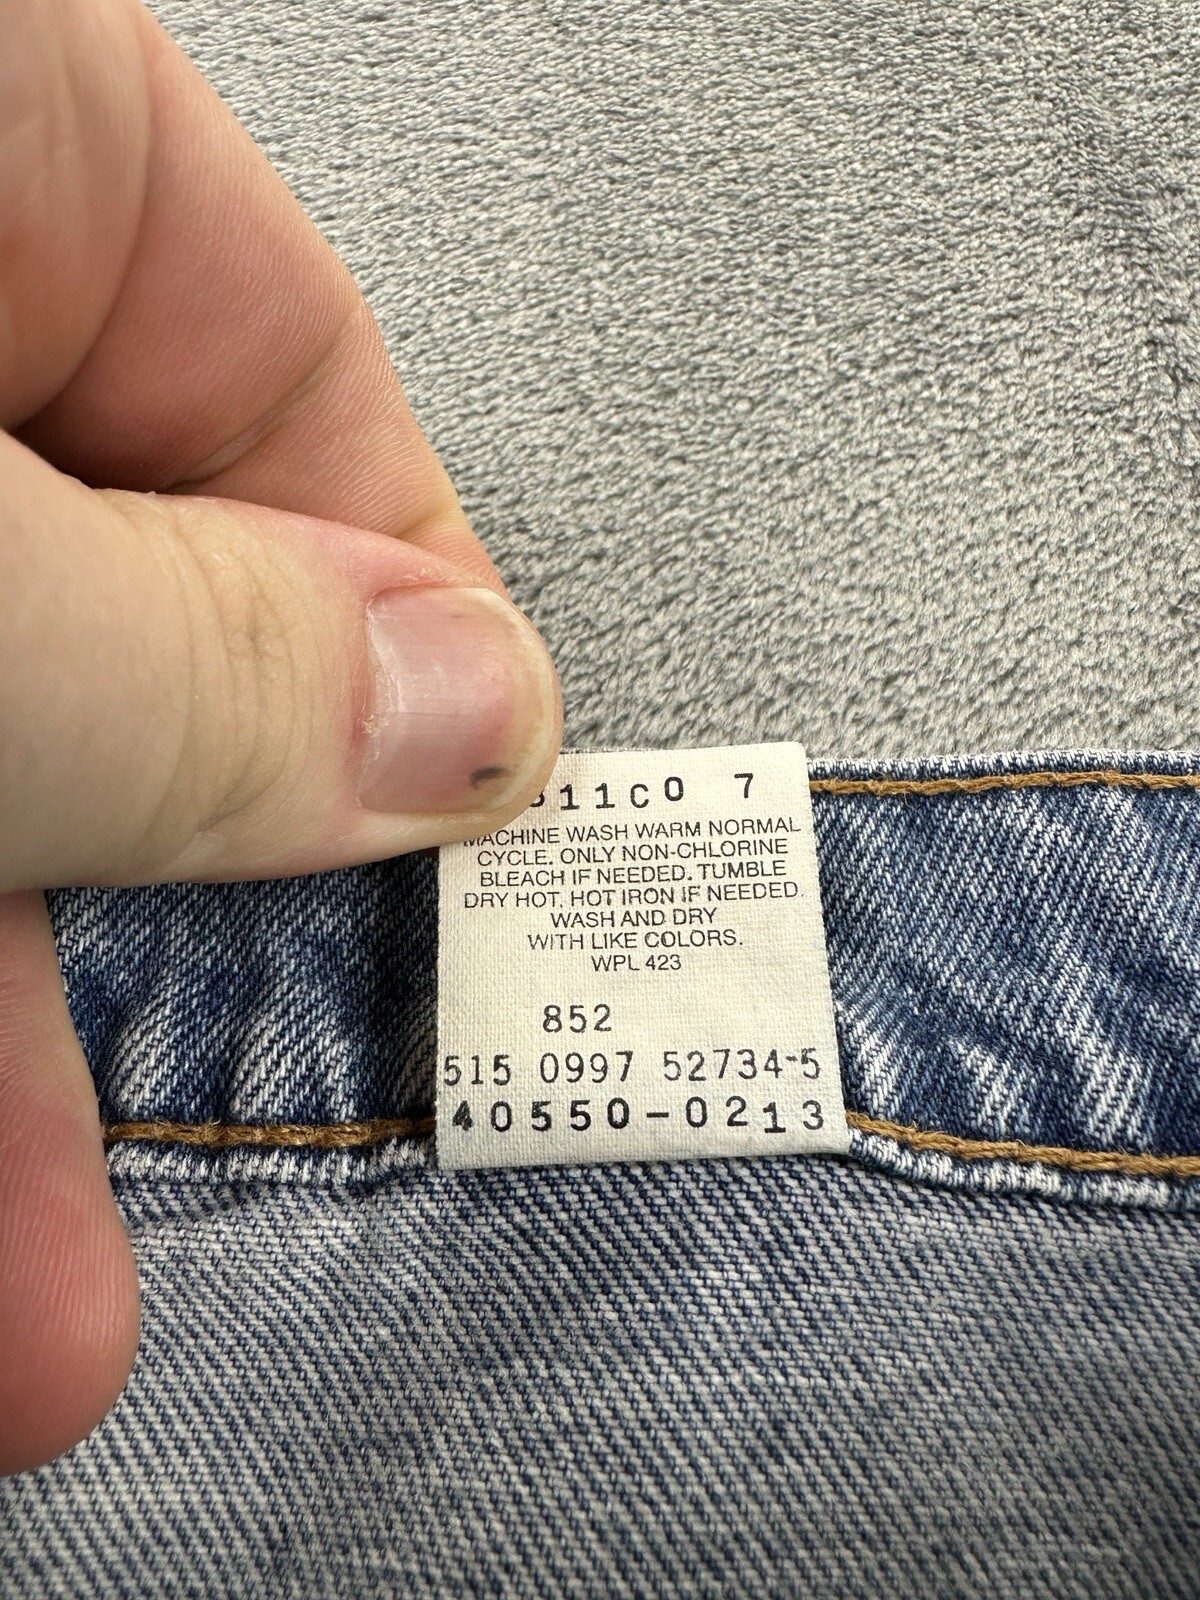 11CO 7
MACHINE WASH WARM NORMAL
CYCLE. ONLY NON-CHLORINE
BLEACH IF NEEDED. TUMBLE
DRY HOT. HOT IRON IF NEEDED.
WASH AND DRY
WITH LIKE COLORS.
WPL 423
852
515 0997 52734-5
40550-0213